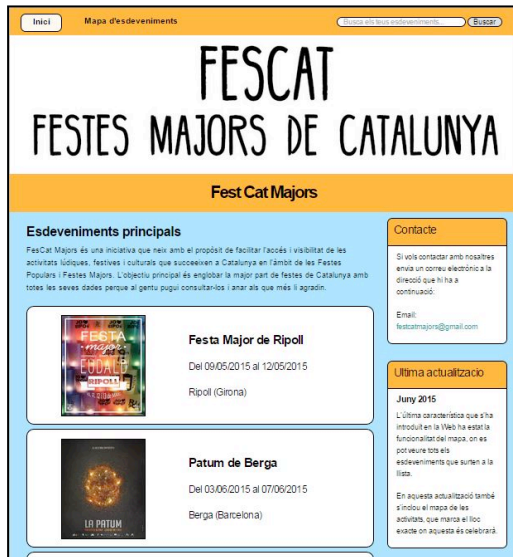 Inici
Mapa d'esdeveniments
Busca els teus esdeveniments...
Buscar
FESCAT
FESTES MAJORS DE CATALUNYA
Fest Cat Majors
Esdeveniments principals
FesCat Majors és una iniciativa que neix amb el propòsit de facilitar l'accés i visibilitat de les
activitats lúdiques, festives i culturals que succeeixen a Catalunya en l'àmbit de les Festes
Populars i Festes Majors. L'objectiu principal és englobar la major part de festes de Catalunya amb
totes les seves dades perque al gentu pugui consultar-los i anar als que més li agradin.
FESTA
major
EUDALD
RIPOLL
Festa Major de Ripoll
Del 09/05/2015 al 12/05/2015
Ripoll (Girona)
LA PATUM
Patum de Berga
Del 03/06/2015 al 07/06/2015
Berga (Barcelona)
Contacte
Si vols contactar amb nosaltres
envia un correu electrònic a la
direcció que hi ha a
continuació:
Email:
festcatmajors@gmail.com
Ultima actualització
Juny 2015
L'última característica que s'ha
introduït en la Web ha estat la
funcionalitat del mapa, on es
pot veure tots els
esdeveniments que surten a la
llista.
En aquesta actualització també
s'inclou el mapa de les
activitats, que marca el lloc
exacte on aquesta és celebrarà.